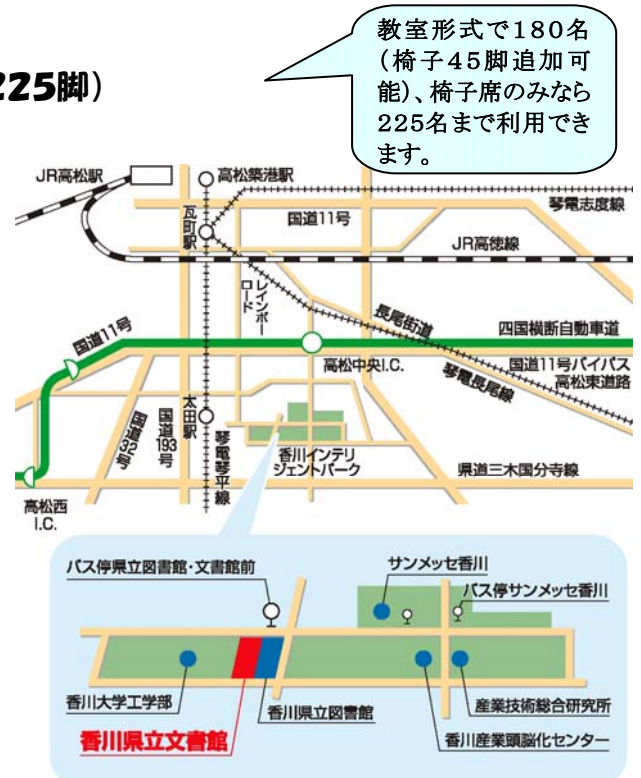 225脚)
教室形式で180名
(椅子45脚追加可
能)、椅子席のみなら
225名まで利用でき
ます。
JR高松駅
高松築港駅
琴電志度線
瓦町駅
国道11号
JR高徳線
レインボー
ロード
長尾街道
国道11号
四国横断自動車道
高松中央I.C.
国道11号バイパス
高松東道路
琴電長尾線
太田駅
国道193号
国道32号
琴電琴平線
香川インテリ
ジェントパーク
県道三木国分寺線
高松西
I.C.
バス停県立図書館・文書館前
サンメッセ香川
バス停サンメッセ香川
香川大学工学部
香川県立図書館
産業技術総合研究所
香川県立文書館
香川産業頭脳化センター